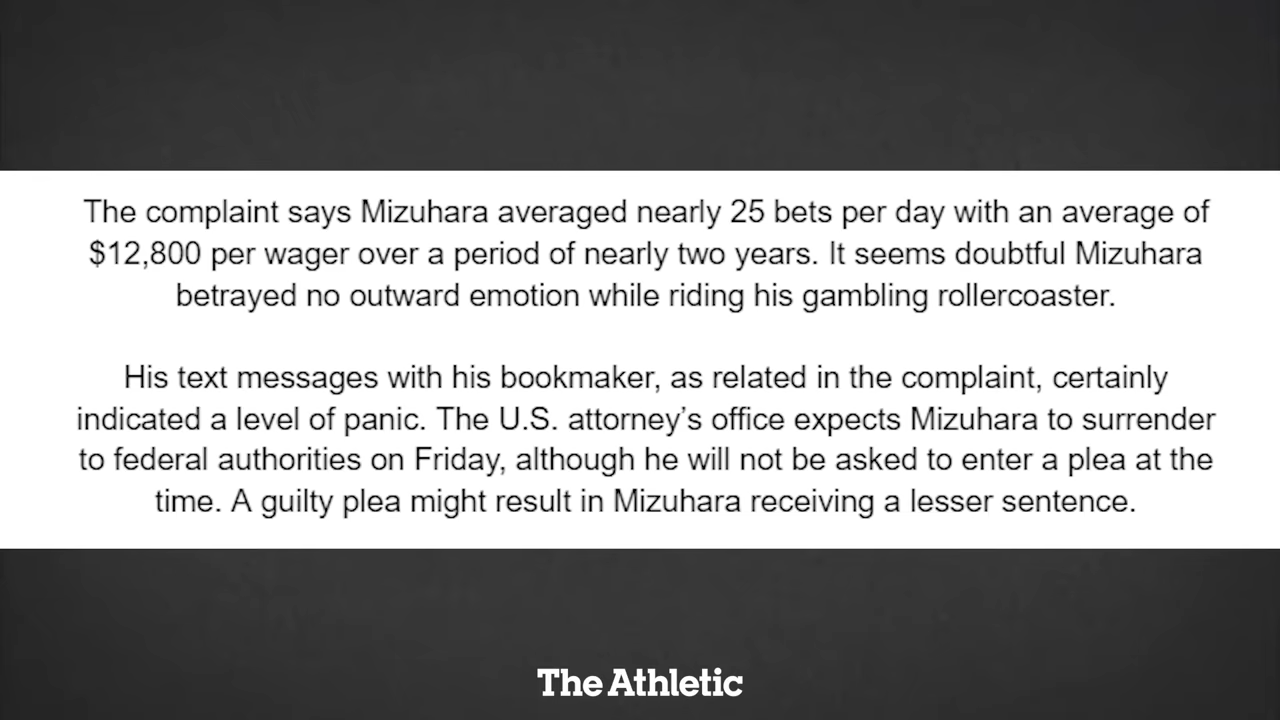 The complaint says Mizuhara averaged nearly 25 bets per day with an average of
$12,800 per wager over a period of nearly two years. It seems doubtful Mizuhara
betrayed no outward emotion while riding his gambling rollercoaster.
His text messages with his bookmaker, as related in the complaint, certainly
indicated a level of panic. The U.S. attorney’s office expects Mizuhara to surrender
to federal authorities on Friday, although he will not be asked to enter a plea at the
time. A guilty plea might result in Mizuhara receiving a lesser sentence.
The Athletic